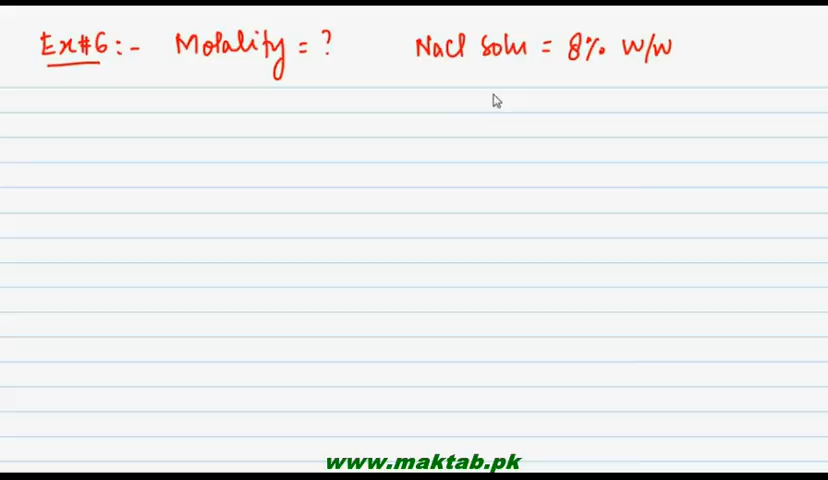 Ex#6:- Molality = ? NaCl Soln = 8% w/w
www.maktab.pk